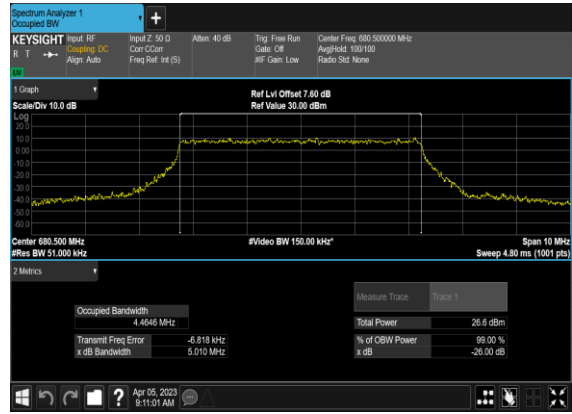 Spectrum Analyzer 1
Occupied BW
+
KEYSIGHT Input: RF Input Z: 50 Ω Atten: 40 dB Trig: Free Run Center Freq: 680.500000 MHz
R T Coupling: DC Corr CCorr Gate: Off Avg|Hold: 100/100
Align: Auto Freq Ref: Int (S) #IF Gain: Low Radio Std: None
1 Graph
Ref Lvl Offset 7.60 dB
Scale/Div 10.0 dB Ref Value 30.00 dBm
Log
20.0
10.0
0.00
-10.0
-20.0
-30.0
-40.0
-50.0
-60.0
Center 680.500 MHz #Video BW 150.00 kHz* Span 10 MHz
#Res BW 51.000 kHz Sweep 4.80 ms (1001 pts)
2 Metrics
Measure Trace Trace 1
Occupied Bandwidth
4.4646 MHz
Total Power 26.6 dBm
Transmit Freq Error -6.818 kHz % of OBW Power 99.00 %
x dB Bandwidth 5.010 MHz x dB -26.00 dB
? Apr 05, 2023
9:11:01 AM